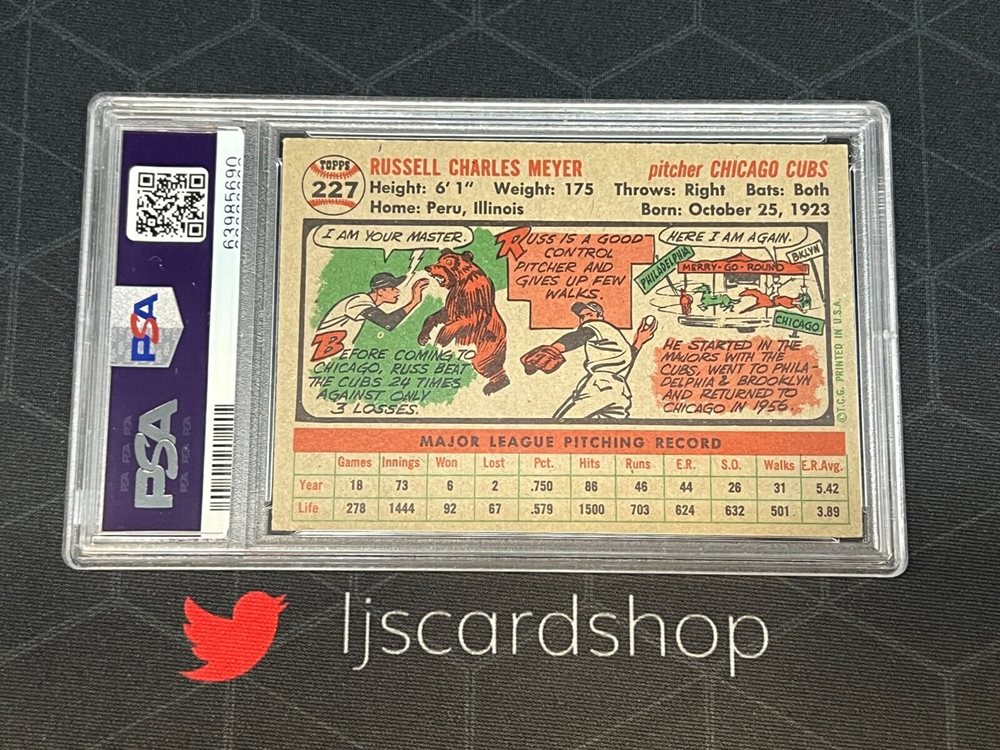 TOPPS
227
RUSSELL CHARLES MEYER
pitcher CHICAGO CUBS
Height: 6' 1" Weight: 175 Throws: Right Bats: Both
Home: Peru, Illinois
Born: October 25, 1923
I AM YOUR MASTER.
BEFORE COMING TO
CHICAGO, RUSS BEAT
THE CUBS 24 TIMES
AGAINST ONLY
3 LOSSES.
RUSS IS A GOOD
CONTROL
PITCHER AND
GIVES UP FEW
WALKS.
HERE I AM AGAIN.
PHILADELPHIA
BKLYN
MERRY-GO-ROUND
CHICAGO
HE STARTED IN THE
MAJORS WITH THE
CUBS, WENT TO PHILA-
DELPHIA & BROOKLYN
AND RETURNED TO
CHICAGO IN 1956.
©T.C.G. PRINTED IN U.S.A.
MAJOR LEAGUE PITCHING RECORD
Games Innings Won Lost Pct. Hits Runs E.R. S.O. Walks E.R.Avg.
Year 18 73 6 2 .750 86 46 44 26 31 5.42
Life 278 1444 92 67 .579 1500 703 624 632 501 3.89
63985690
PSA
PSA
ljscardshop